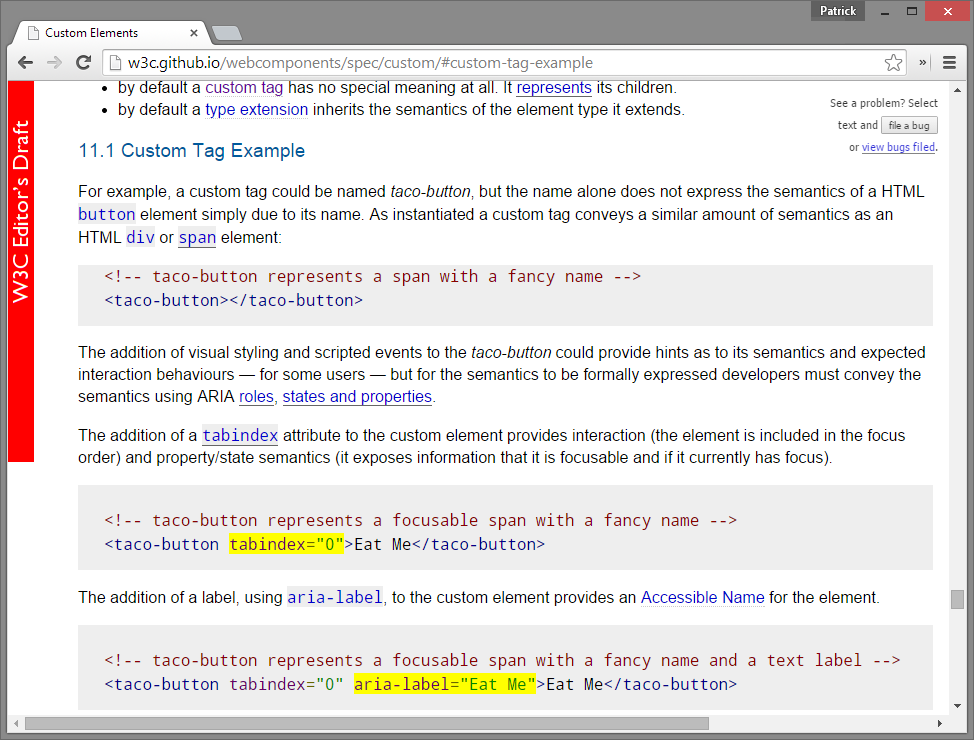 Patrick
Custom Elements
w3c.github.io/webcomponents/spec/custom/#custom-tag-example
W3C Editor's Draft
• by default a custom tag has no special meaning at all. It represents its children.
• by default a type extension inherits the semantics of the element type it extends.
See a problem? Select
text and file a bug
or view bugs filed.
11.1 Custom Tag Example
For example, a custom tag could be named taco-button, but the name alone does not express the semantics of a HTML
button element simply due to its name. As instantiated a custom tag conveys a similar amount of semantics as an
HTML div or span element:
<!-- taco-button represents a span with a fancy name -->
<taco-button></taco-button>
The addition of visual styling and scripted events to the taco-button could provide hints as to its semantics and expected
interaction behaviours — for some users — but for the semantics to be formally expressed developers must convey the
semantics using ARIA roles, states and properties.
The addition of a tabindex attribute to the custom element provides interaction (the element is included in the focus
order) and property/state semantics (it exposes information that it is focusable and if it currently has focus).
<!-- taco-button represents a focusable span with a fancy name -->
<taco-button tabindex="0">Eat Me</taco-button>
The addition of a label, using aria-label, to the custom element provides an Accessible Name for the element.
<!-- taco-button represents a focusable span with a fancy name and a text label -->
<taco-button tabindex="0" aria-label="Eat Me">Eat Me</taco-button>